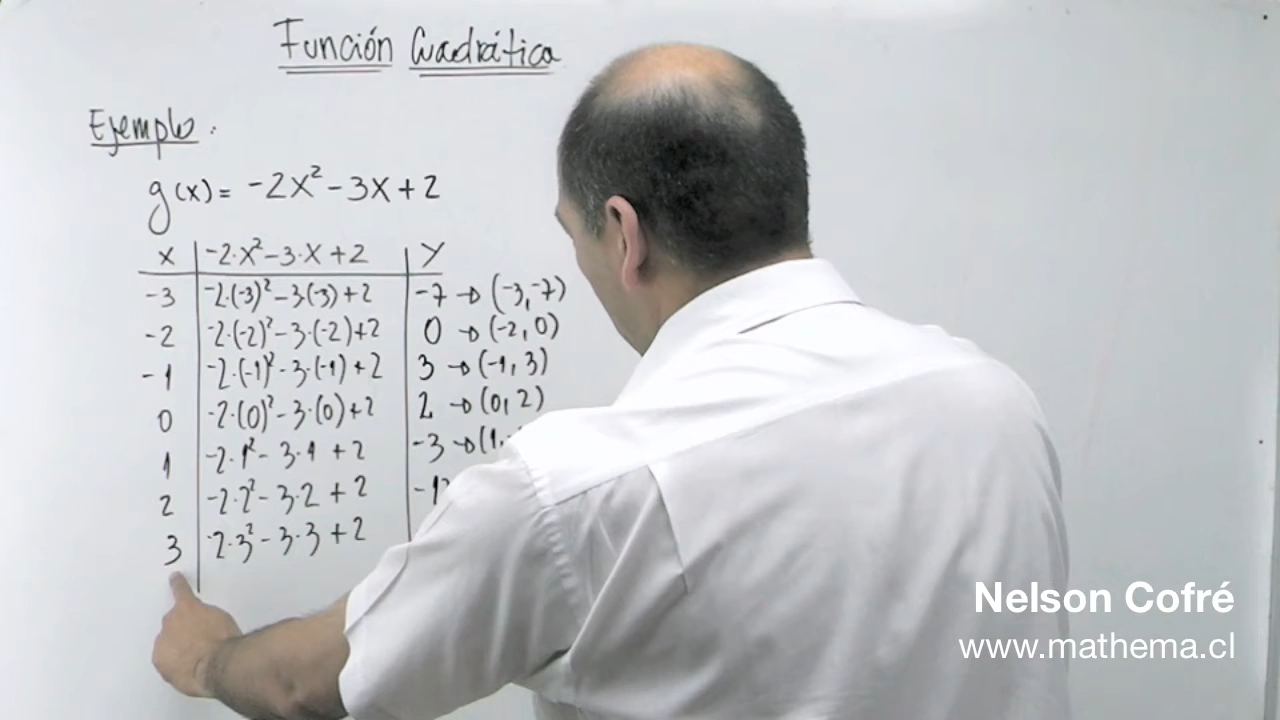 Función Cuadrática
Ejemplo.
g(x) = -2x² - 3x + 2
x | -2·x² - 3·x + 2 | y
-3 | -2·(-3)² - 3(-3) + 2 | -7 → (-3, -7)
-2 | -2·(-2)² - 3·(-2) + 2 | 0 → (-2, 0)
-1 | -2·(-1)² - 3·(-1) + 2 | 3 → (-1, 3)
0 | -2·(0)² - 3·(0) + 2 | 2 → (0, 2)
1 | -2·1² - 3·1 + 2 | -3 → (1,
2 | -2·2² - 3·2 + 2
3 | -2·3² - 3·3 + 2
Nelson Cofré
www.mathema.cl